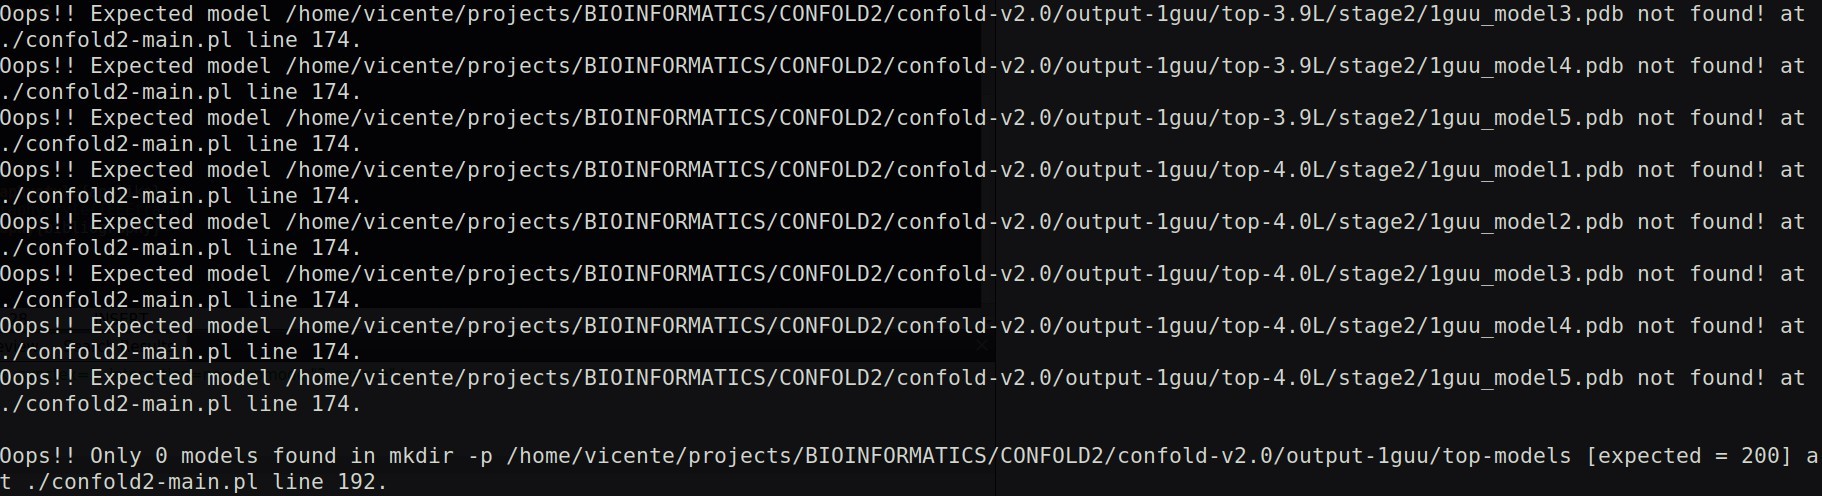 Oops!! Expected model /home/vicente/projects/BIOINFORMATICS/CONFOLD2/confold-v2.0/output-1guu/top-3.9L/stage2/1guu_model3.pdb not found! at
./confold2-main.pl line 174.
Oops!! Expected model /home/vicente/projects/BIOINFORMATICS/CONFOLD2/confold-v2.0/output-1guu/top-3.9L/stage2/1guu_model4.pdb not found! at
./confold2-main.pl line 174.
Oops!! Expected model /home/vicente/projects/BIOINFORMATICS/CONFOLD2/confold-v2.0/output-1guu/top-3.9L/stage2/1guu_model5.pdb not found! at
./confold2-main.pl line 174.
Oops!! Expected model /home/vicente/projects/BIOINFORMATICS/CONFOLD2/confold-v2.0/output-1guu/top-4.0L/stage2/1guu_model1.pdb not found! at
./confold2-main.pl line 174.
Oops!! Expected model /home/vicente/projects/BIOINFORMATICS/CONFOLD2/confold-v2.0/output-1guu/top-4.0L/stage2/1guu_model2.pdb not found! at
./confold2-main.pl line 174.
Oops!! Expected model /home/vicente/projects/BIOINFORMATICS/CONFOLD2/confold-v2.0/output-1guu/top-4.0L/stage2/1guu_model3.pdb not found! at
./confold2-main.pl line 174.
Oops!! Expected model /home/vicente/projects/BIOINFORMATICS/CONFOLD2/confold-v2.0/output-1guu/top-4.0L/stage2/1guu_model4.pdb not found! at
./confold2-main.pl line 174.
Oops!! Expected model /home/vicente/projects/BIOINFORMATICS/CONFOLD2/confold-v2.0/output-1guu/top-4.0L/stage2/1guu_model5.pdb not found! at
./confold2-main.pl line 174.
Oops!! Only 0 models found in mkdir -p /home/vicente/projects/BIOINFORMATICS/CONFOLD2/confold-v2.0/output-1guu/top-models [expected = 200] a
t ./confold2-main.pl line 192.